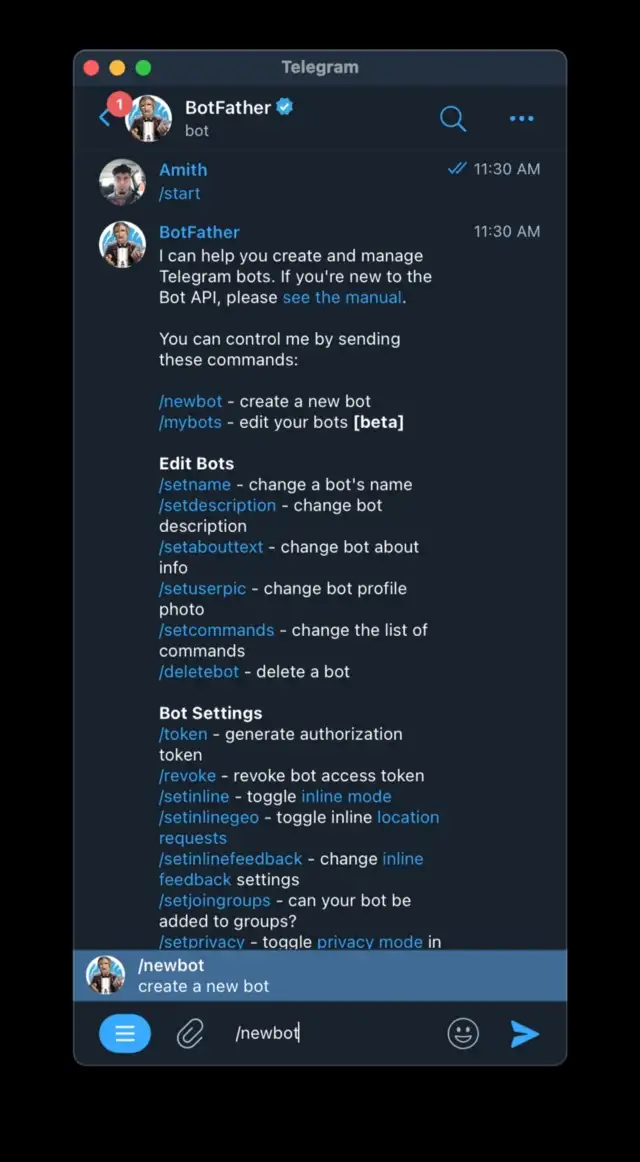 Telegram
1
BotFather
bot
Amith
11:30 AM
/start
BotFather
11:30 AM
I can help you create and manage
Telegram bots. If you're new to the
Bot API, please see the manual.
You can control me by sending
these commands:
/newbot - create a new bot
/mybots - edit your bots [beta]
Edit Bots
/setname - change a bot's name
/setdescription - change bot
description
/setabouttext - change bot about
info
/setuserpic - change bot profile
photo
/setcommands - change the list of
commands
/deletebot - delete a bot
Bot Settings
/token - generate authorization
token
/revoke - revoke bot access token
/setinline - toggle inline mode
/setinlinegeo - toggle inline location
requests
/setinlinefeedback - change inline
feedback settings
/setjoingroups - can your bot be
added to groups?
/setprivacy - toggle privacy mode in
/newbot
create a new bot
/newbot